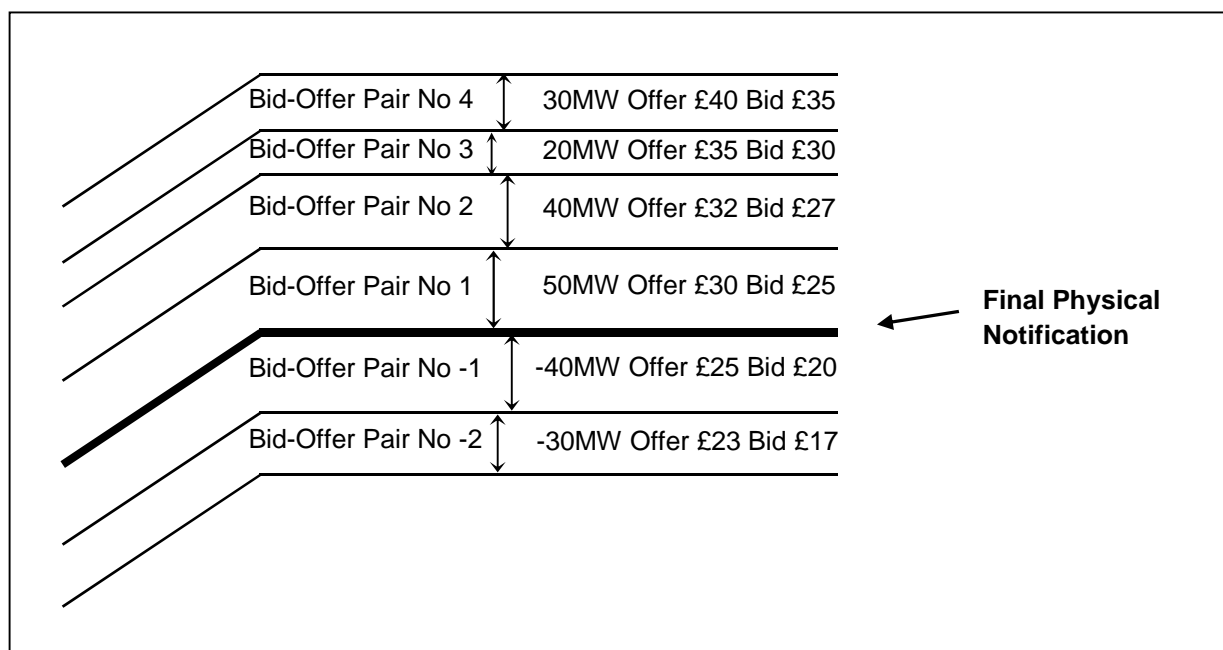 Bid-Offer Pair No 4 30MW Offer £40 Bid £35
Bid-Offer Pair No 3 20MW Offer £35 Bid £30
Bid-Offer Pair No 2 40MW Offer £32 Bid £27
Bid-Offer Pair No 1 50MW Offer £30 Bid £25
Final Physical
Notification
Bid-Offer Pair No -1 -40MW Offer £25 Bid £20
Bid-Offer Pair No -2 -30MW Offer £23 Bid £17